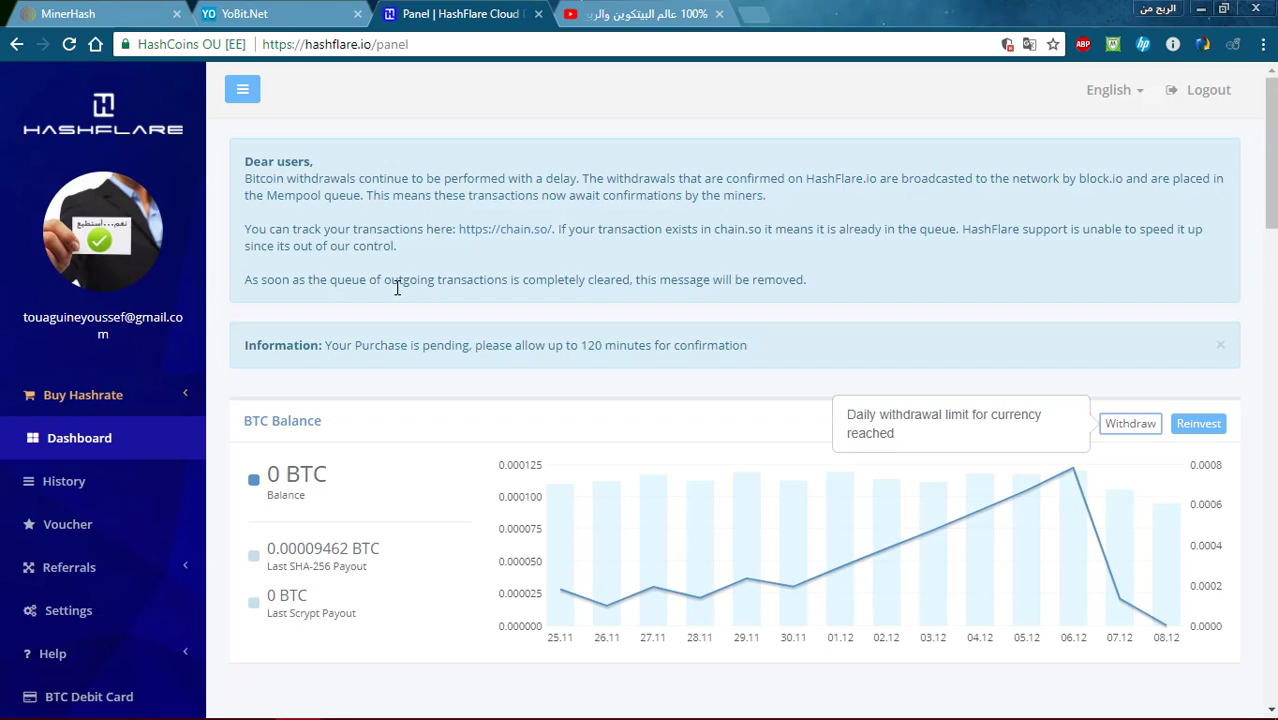 MinerHash
YoBit.Net
Panel | HashFlare Cloud
100% عالم البيتكوين والربح
الربح من
HashCoins OU [EE]
https://hashflare.io/panel
ABP
HASHFLARE
نعم...أستطيع
touaguineyoussef@gmail.co
m
Buy Hashrate
Dashboard
History
Voucher
Referrals
Settings
Help
BTC Debit Card
English
Logout
Dear users,
Bitcoin withdrawals continue to be performed with a delay. The withdrawals that are confirmed on HashFlare.io are broadcasted to the network by block.io and are placed in
the Mempool queue. This means these transactions now await confirmations by the miners.
You can track your transactions here: https://chain.so/. If your transaction exists in chain.so it means it is already in the queue. HashFlare support is unable to speed it up
since its out of our control.
As soon as the queue of outgoing transactions is completely cleared, this message will be removed.
Information: Your Purchase is pending, please allow up to 120 minutes for confirmation
×
BTC Balance
Daily withdrawal limit for currency
reached
Withdraw
Reinvest
0 BTC
Balance
0.00009462 BTC
Last SHA-256 Payout
0 BTC
Last Scrypt Payout
0.000125
0.000100
0.000075
0.000050
0.000025
0.000000
0.0008
0.0006
0.0004
0.0002
0.0000
25.11 26.11 27.11 28.11 29.11 30.11 01.12 02.12 03.12 04.12 05.12 06.12 07.12 08.12